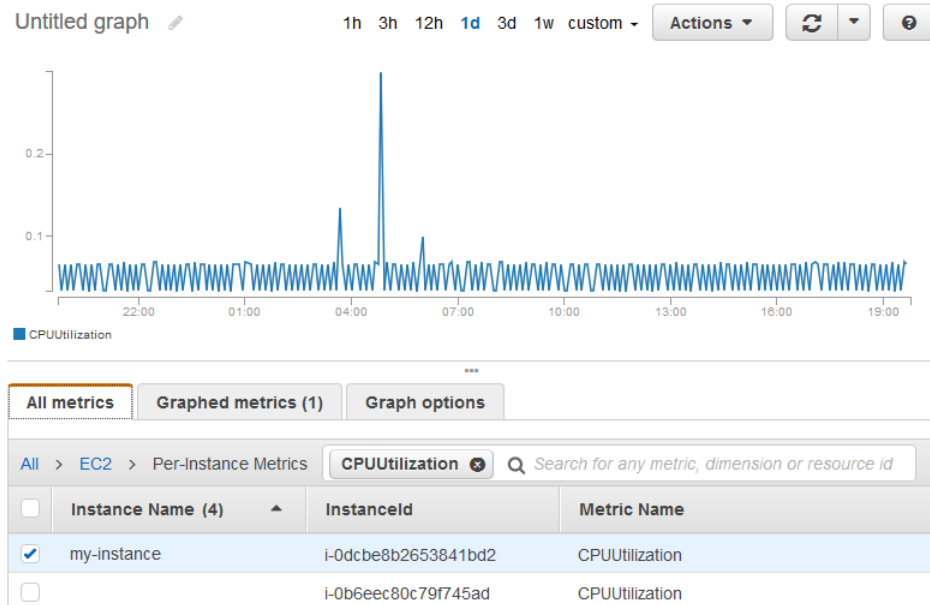 Untitled graph 1h 3h 12h 1d 3d 1w custom Actions
0.2
0.1
22:00 01:00 04:00 07:00 10:00 13:00 16:00 19:00
CPUUtilization
All metrics Graphed metrics (1) Graph options
All > EC2 > Per-Instance Metrics CPUUtilization Search for any metric, dimension or resource id
Instance Name (4) InstanceId Metric Name
my-instance i-0dcbe8b2653841bd2 CPUUtilization
i-0b6eec80c79f745ad CPUUtilization